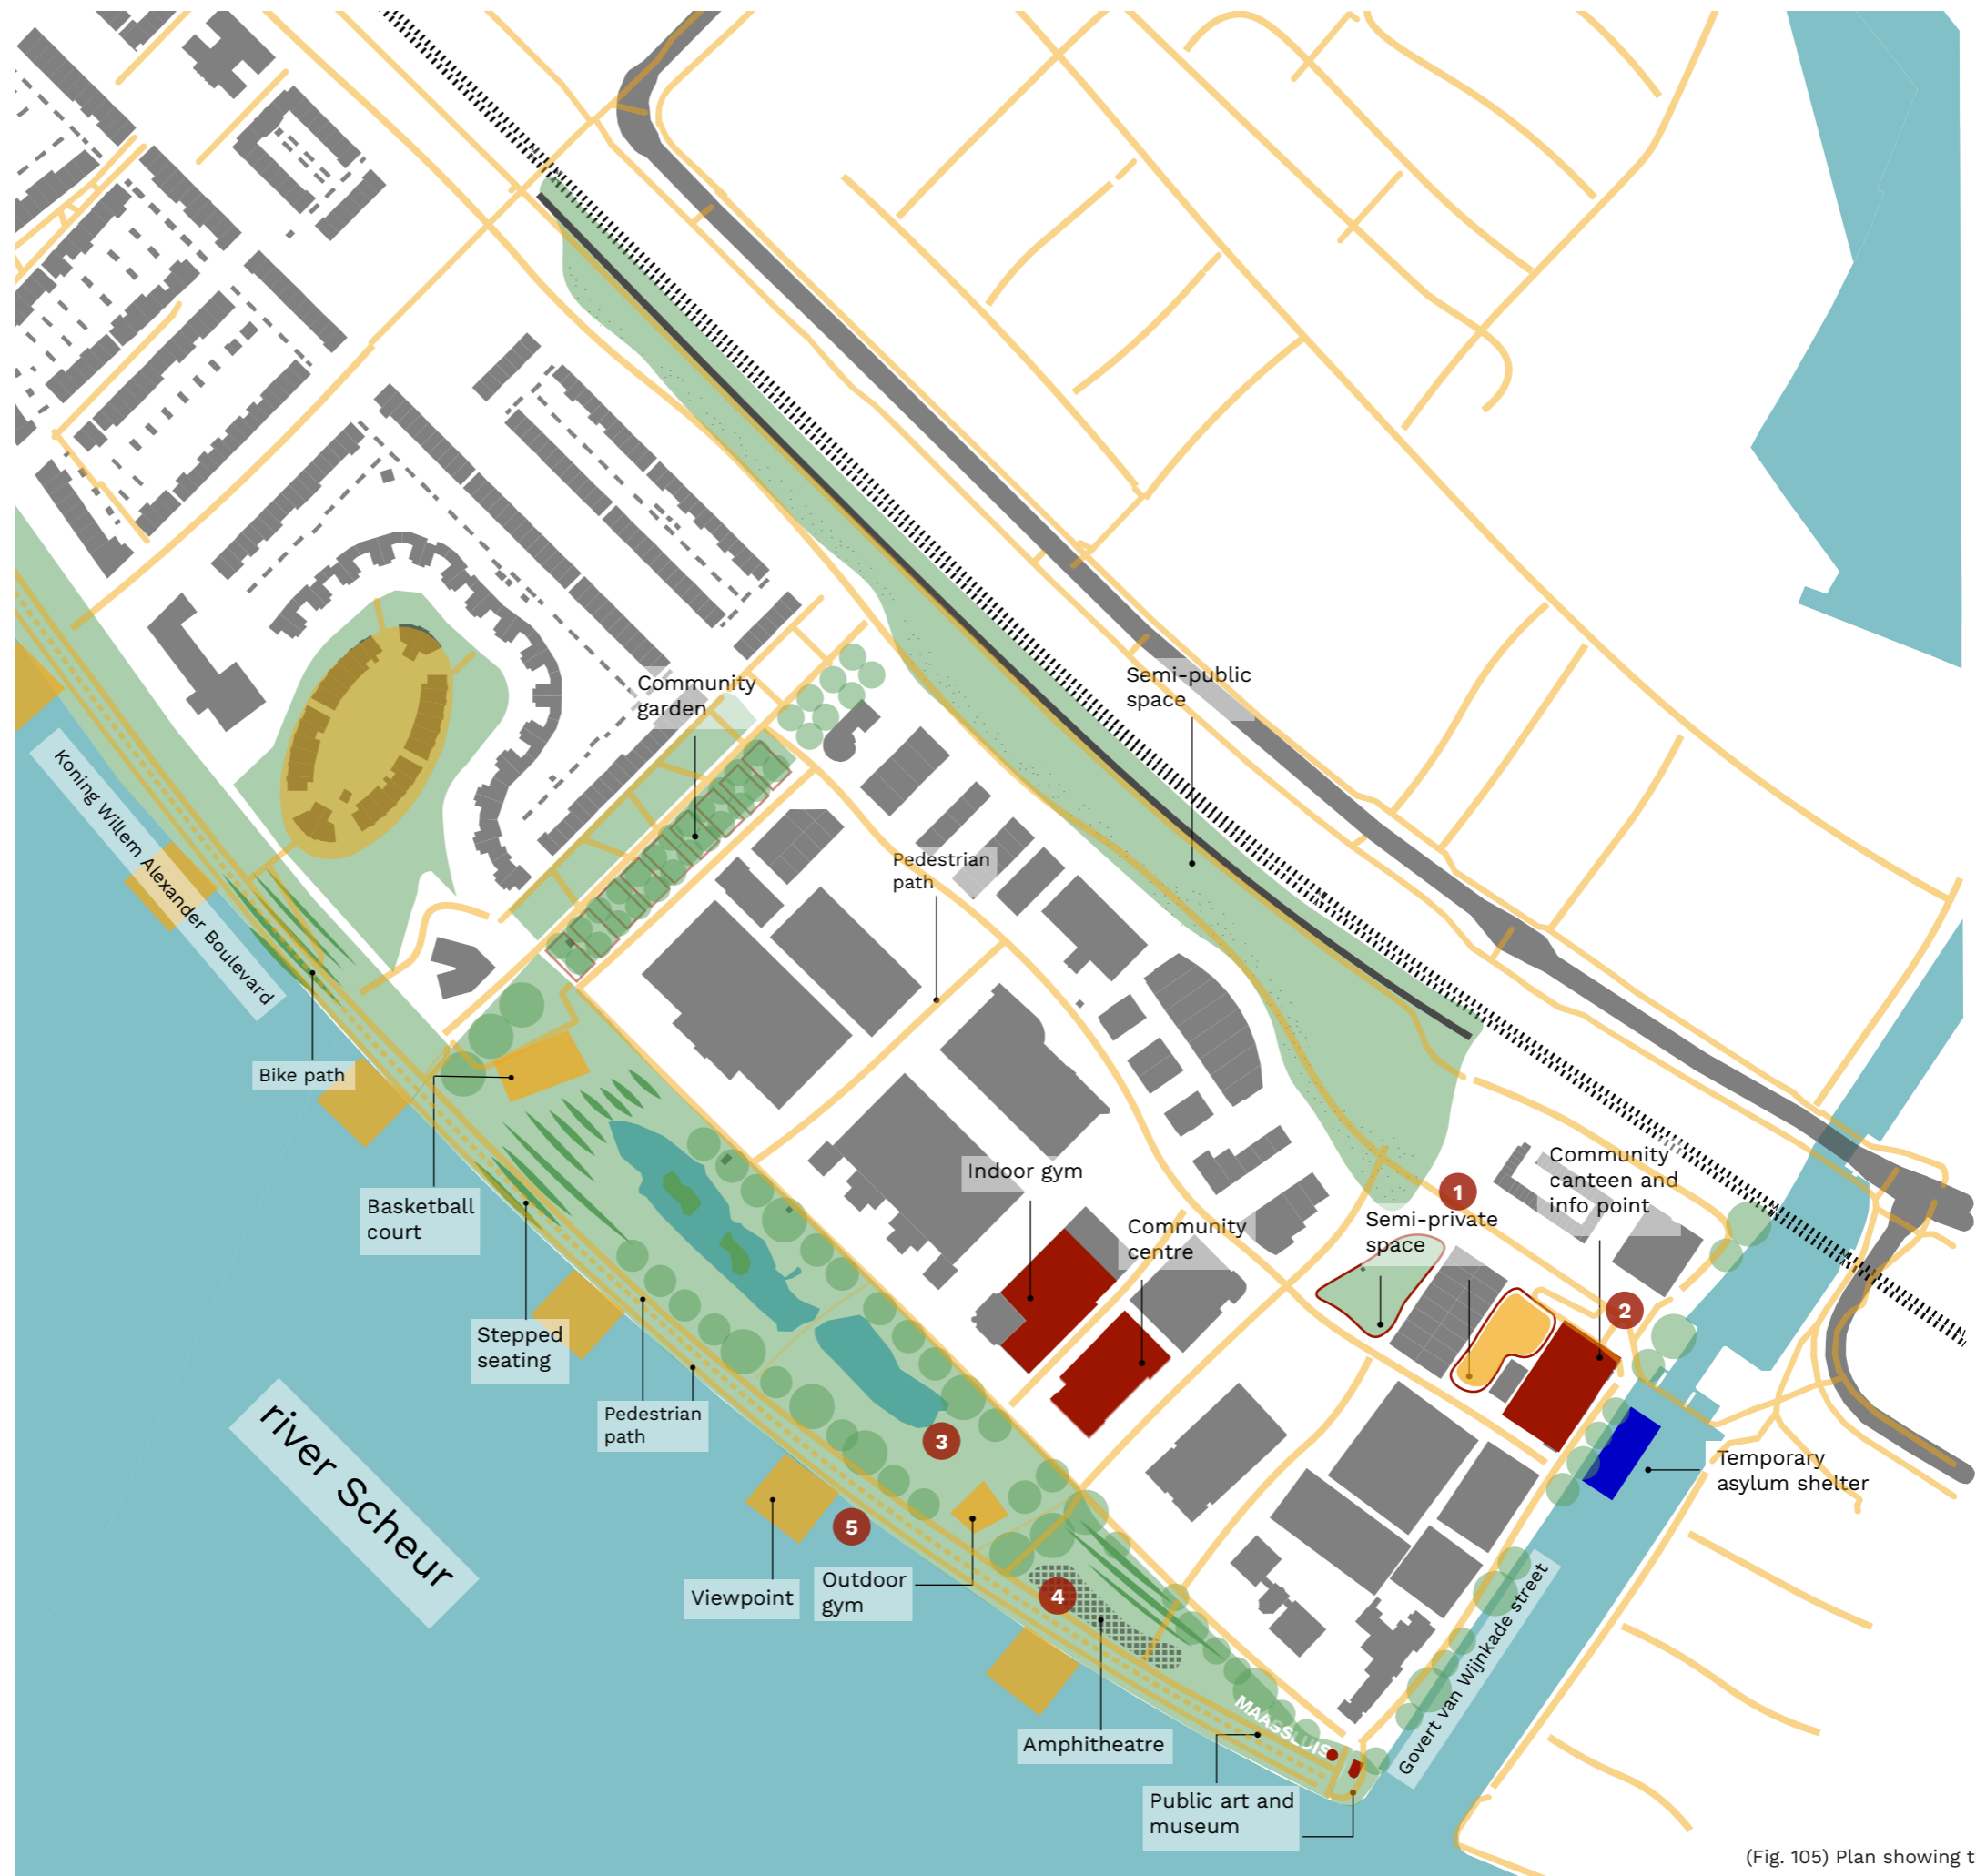 Community
garden
Semi-public
space
Koning Willem Alexander Boulevard
Pedestrian
path
Bike path
Basketball
court
Indoor gym
Community
centre
Semi-private
space
1
Community
canteen and
info point
2
Stepped
seating
Pedestrian
path
river Scheur
3
Temporary
asylum shelter
Viewpoint
5
Outdoor
gym
4
Govert van Wijnkade street
MAASSLUIS
Amphitheatre
Public art and
museum
(Fig. 105) Plan showing t